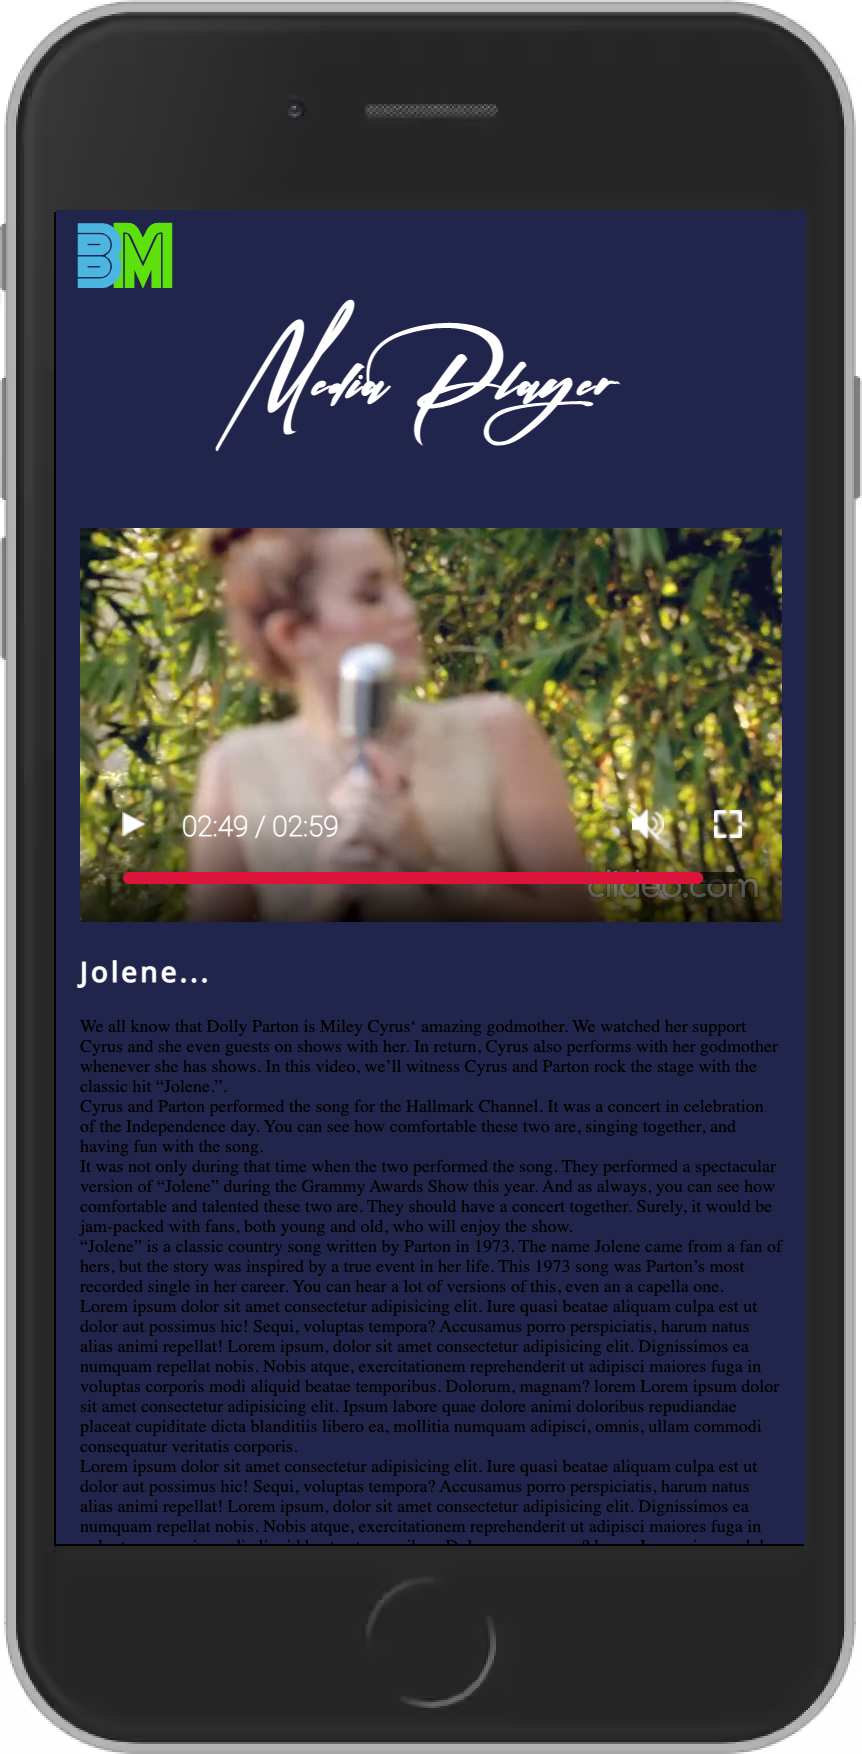 BM
Media Player
02:49 / 02:59
clideo.com
Jolene...
We all know that Dolly Parton is Miley Cyrus‘ amazing godmother. We watched her support
Cyrus and she even guests on shows with her. In return, Cyrus also performs with her godmother
whenever she has shows. In this video, we’ll witness Cyrus and Parton rock the stage with the
classic hit “Jolene.”.
Cyrus and Parton performed the song for the Hallmark Channel. It was a concert in celebration
of the Independence day. You can see how comfortable these two are, singing together, and
having fun with the song.
It was not only during that time when the two performed the song. They performed a spectacular
version of “Jolene” during the Grammy Awards Show this year. And as always, you can see how
comfortable and talented these two are. They should have a concert together. Surely, it would be
jam-packed with fans, both young and old, who will enjoy the show.
“Jolene” is a classic country song written by Parton in 1973. The name Jolene came from a fan of
hers, but the story was inspired by a true event in her life. This 1973 song was Parton’s most
recorded single in her career. You can hear a lot of versions of this, even an a capella one.
Lorem ipsum dolor sit amet consectetur adipisicing elit. Iure quasi beatae aliquam culpa est ut
dolor aut possimus hic! Sequi, voluptas tempora? Accusamus porro perspiciatis, harum natus
alias animi repellat! Lorem ipsum, dolor sit amet consectetur adipisicing elit. Dignissimos ea
numquam repellat nobis. Nobis atque, exercitationem reprehenderit ut adipisci maiores fuga in
voluptas corporis modi aliquid beatae temporibus. Dolorum, magnam? lorem Lorem ipsum dolor
sit amet consectetur adipisicing elit. Ipsum labore quae dolore animi doloribus repudiandae
placeat cupiditate dicta blanditiis libero ea, mollitia numquam adipisci, omnis, ullam commodi
consequatur veritatis corporis.
Lorem ipsum dolor sit amet consectetur adipisicing elit. Iure quasi beatae aliquam culpa est ut
dolor aut possimus hic! Sequi, voluptas tempora? Accusamus porro perspiciatis, harum natus
alias animi repellat! Lorem ipsum, dolor sit amet consectetur adipisicing elit. Dignissimos ea
numquam repellat nobis. Nobis atque, exercitationem reprehenderit ut adipisci maiores fuga in